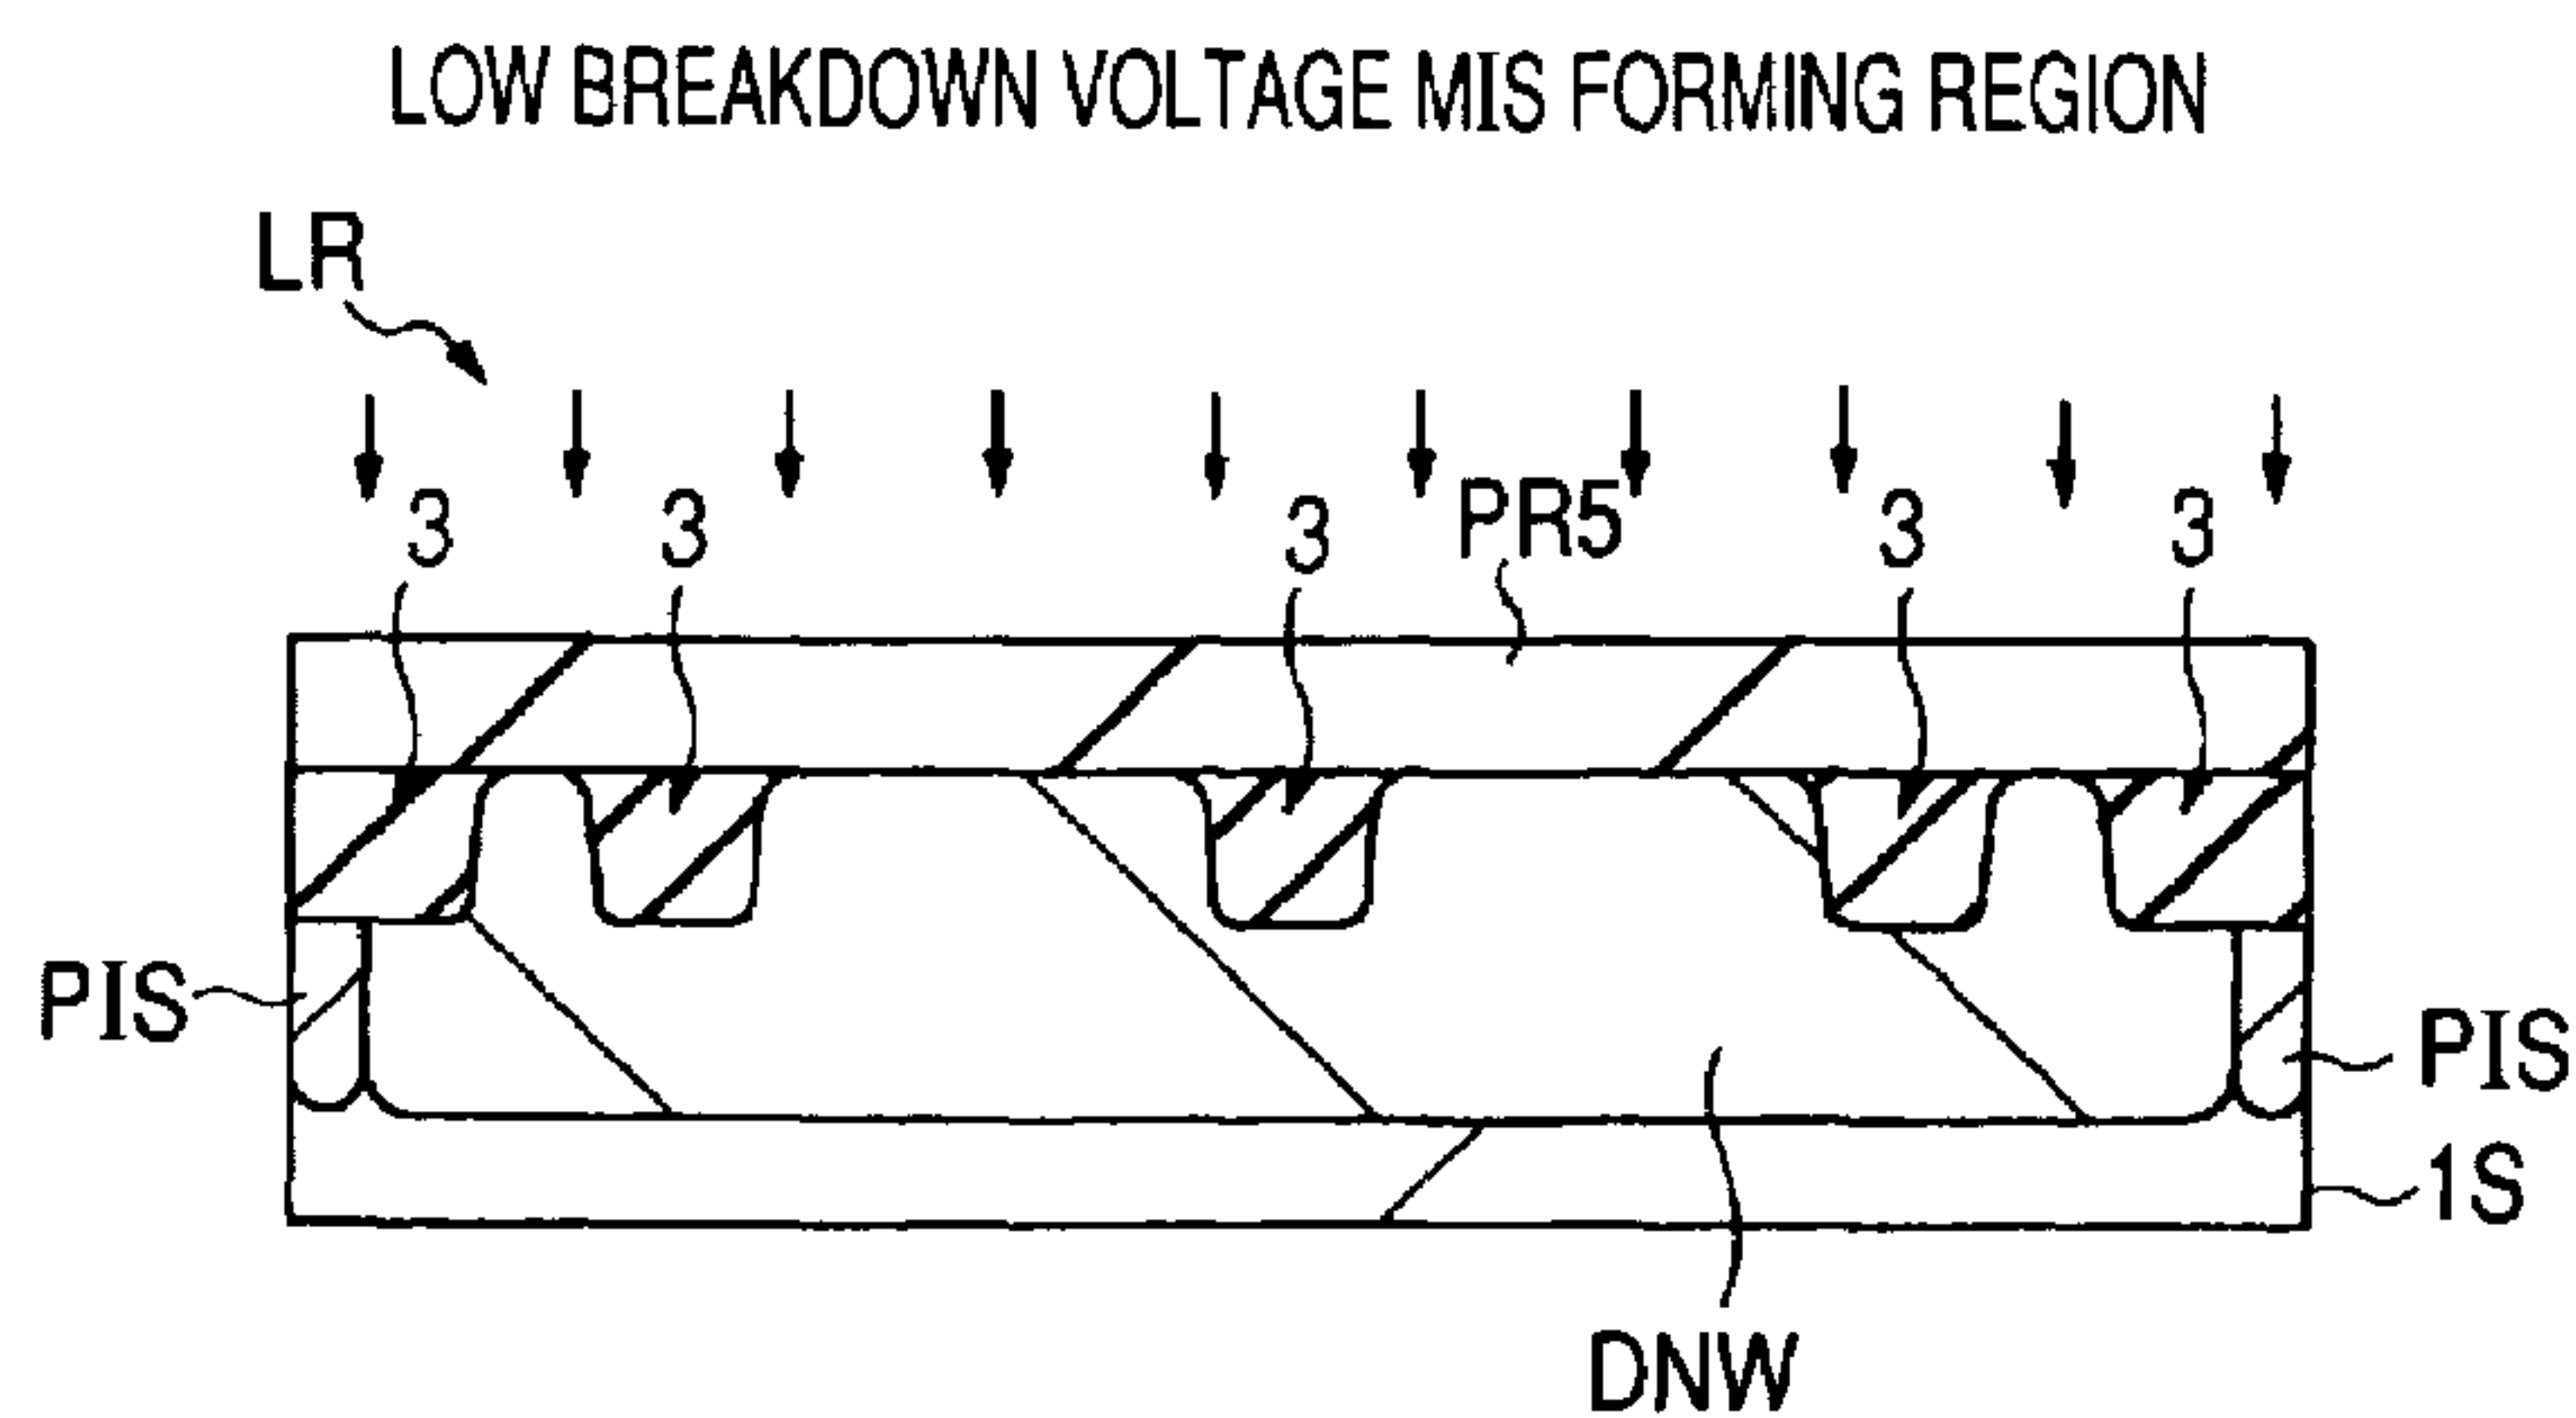 LOW BREAKDOWN VOLTAGE MIS FORMING REGION
LR
3 3 3 PR5 3 3
PIS
PIS
1S
DNW